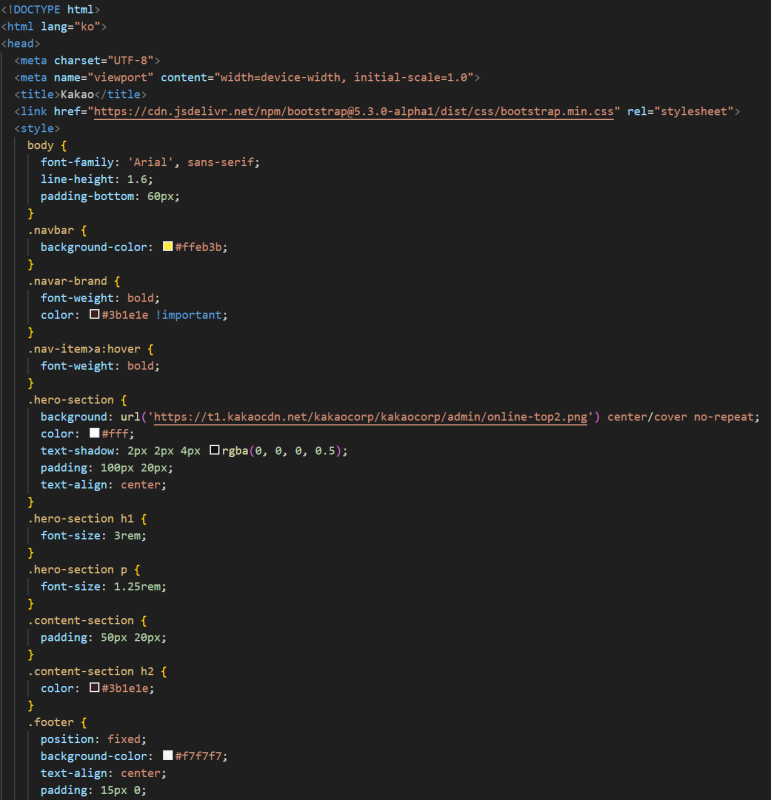 <!DOCTYPE html>
<html lang="ko">
<head>
<meta charset="UTF-8">
<meta name="viewport" content="width=device-width, initial-scale=1.0">
<title>Kakao</title>
<link href="https://cdn.jsdelivr.net/npm/bootstrap@5.3.0-alpha1/dist/css/bootstrap.min.css" rel="stylesheet">
<style>
body {
font-family: 'Arial', sans-serif;
line-height: 1.6;
padding-bottom: 60px;
}
.navbar {
background-color: #ffeb3b;
}
.navar-brand {
font-weight: bold;
color: #3b1e1e !important;
}
.nav-item>a:hover {
font-weight: bold;
}
.hero-section {
background: url('https://t1.kakaocdn.net/kakaocorp/kakaocorp/admin/online-top2.png') center/cover no-repeat;
color: #fff;
text-shadow: 2px 2px 4px rgba(0, 0, 0, 0.5);
padding: 100px 20px;
text-align: center;
}
.hero-section h1 {
font-size: 3rem;
}
.hero-section p {
font-size: 1.25rem;
}
.content-section {
padding: 50px 20px;
}
.content-section h2 {
color: #3b1e1e;
}
.footer {
position: fixed;
background-color: #f7f7f7;
text-align: center;
padding: 15px 0;